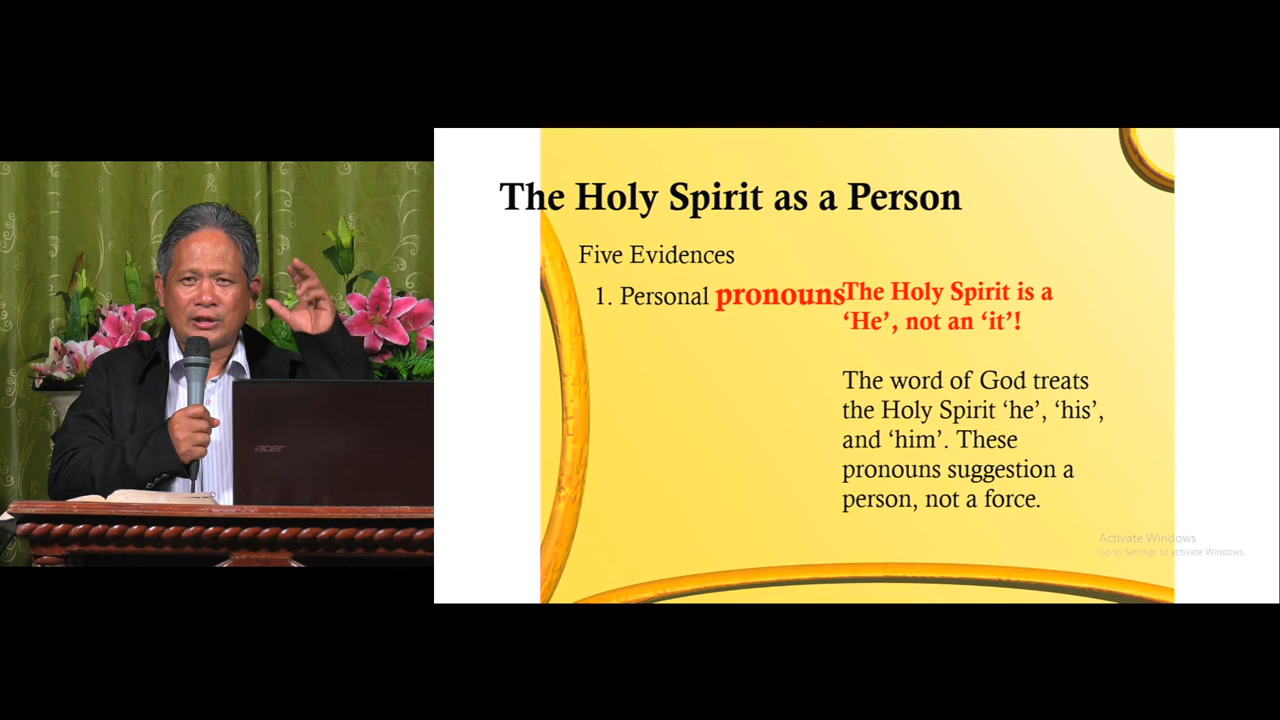 The Holy Spirit as a Person
Five Evidences
1. Personal pronouns
The Holy Spirit is a
‘He’, not an ‘it’!
The word of God treats
the Holy Spirit ‘he’, ‘his’,
and ‘him’. These
pronouns suggestion a
person, not a force.
Activate Windows
Go to Settings to activate Windows.
acer